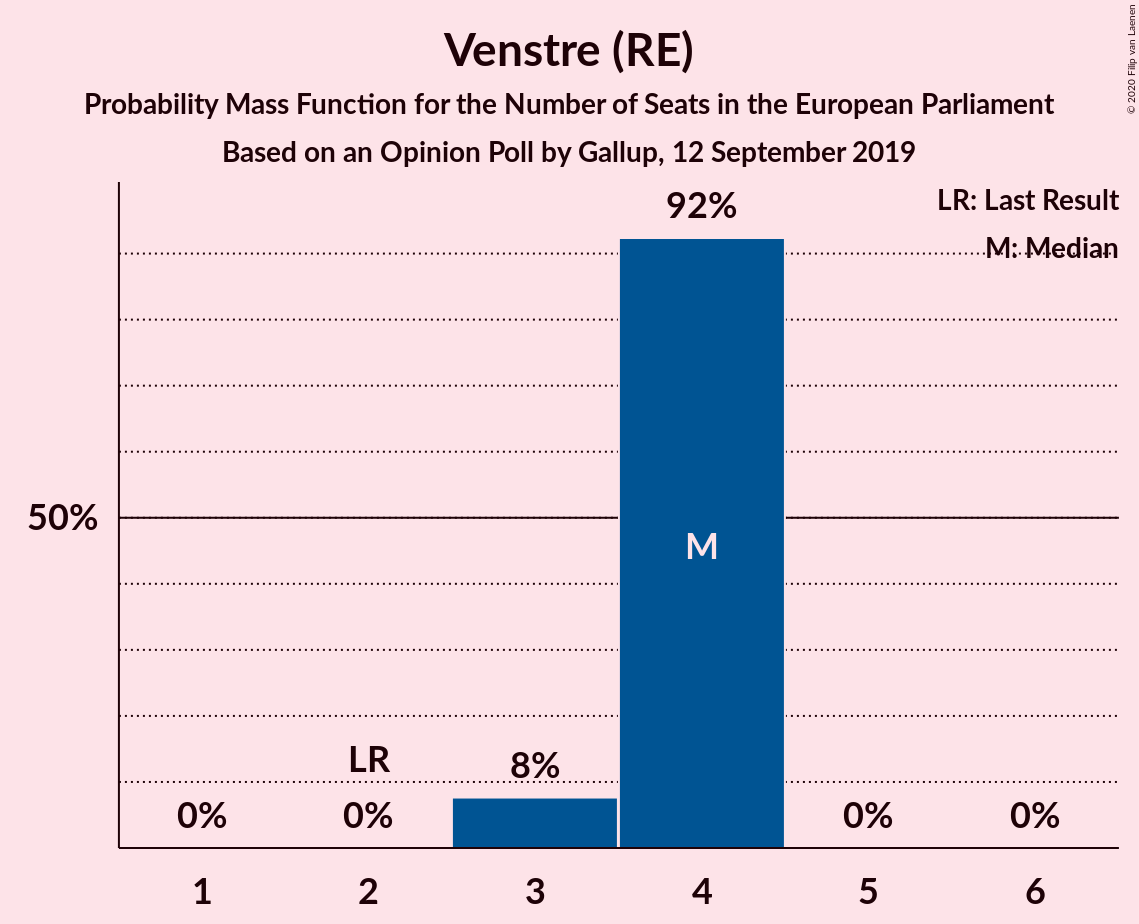 Venstre (RE)
Probability Mass Function for the Number of Seats in the European Parliament
Based on an Opinion Poll by Gallup, 12 September 2019
© 2020 Filip van Laenen
LR: Last Result
M: Median
92%
50%
M
LR
8%
0%
0%
0%
0%
1
2
3
4
5
6